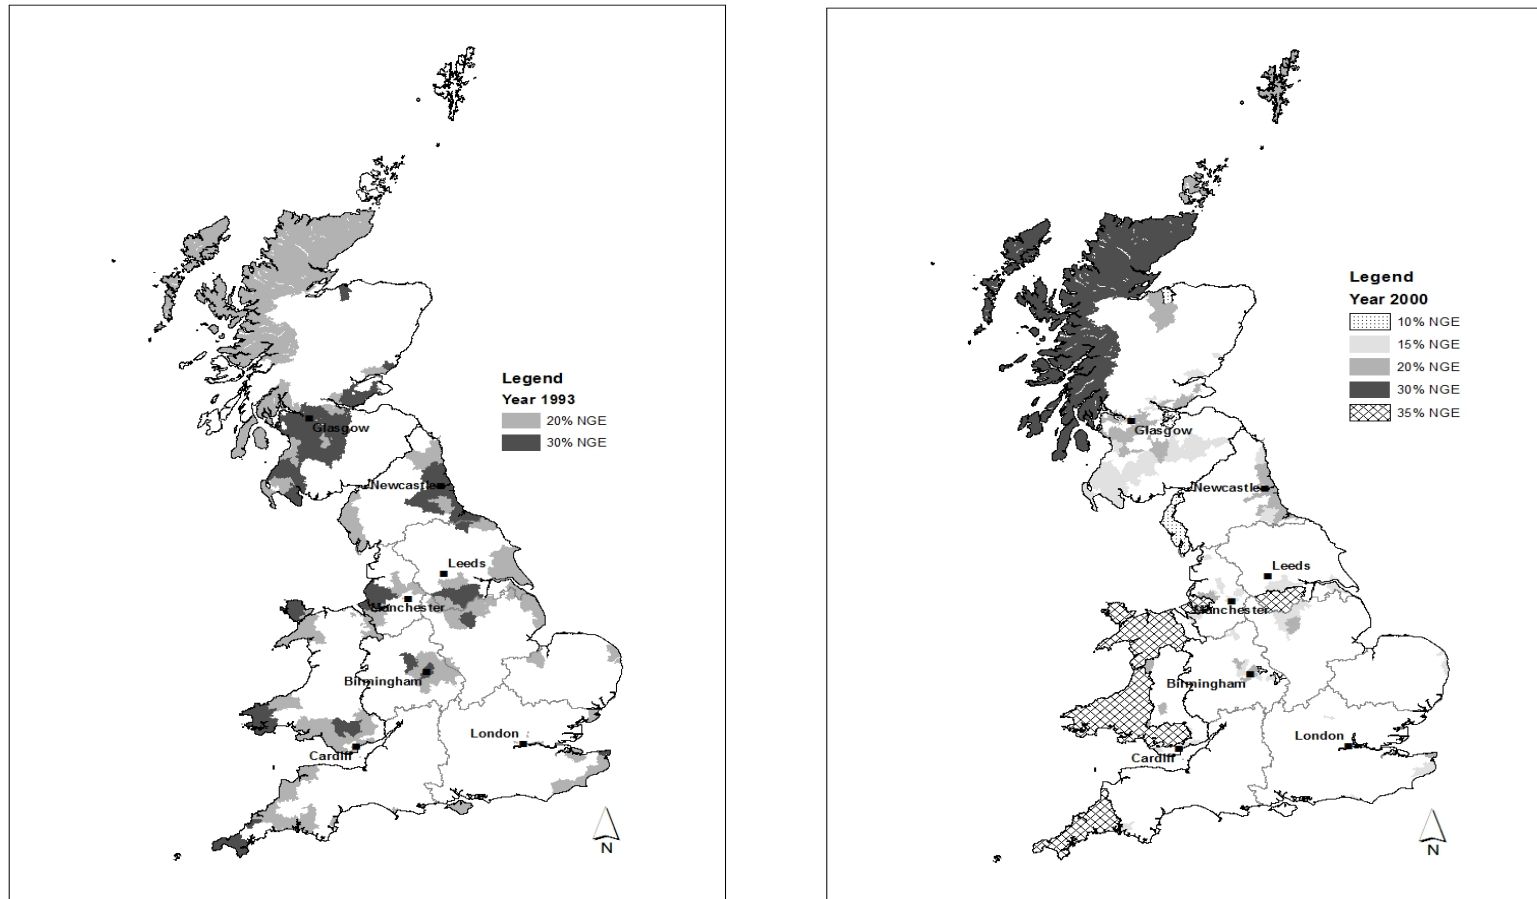 Legend
Year 1993
20% NGE
30% NGE
Glasgow
Newcastle
Leeds
Manchester
Birmingham
London
Cardiff
N
Legend
Year 2000
10% NGE
15% NGE
20% NGE
30% NGE
35% NGE
Glasgow
Newcastle
Leeds
Manchester
Birmingham
London
Cardiff
N